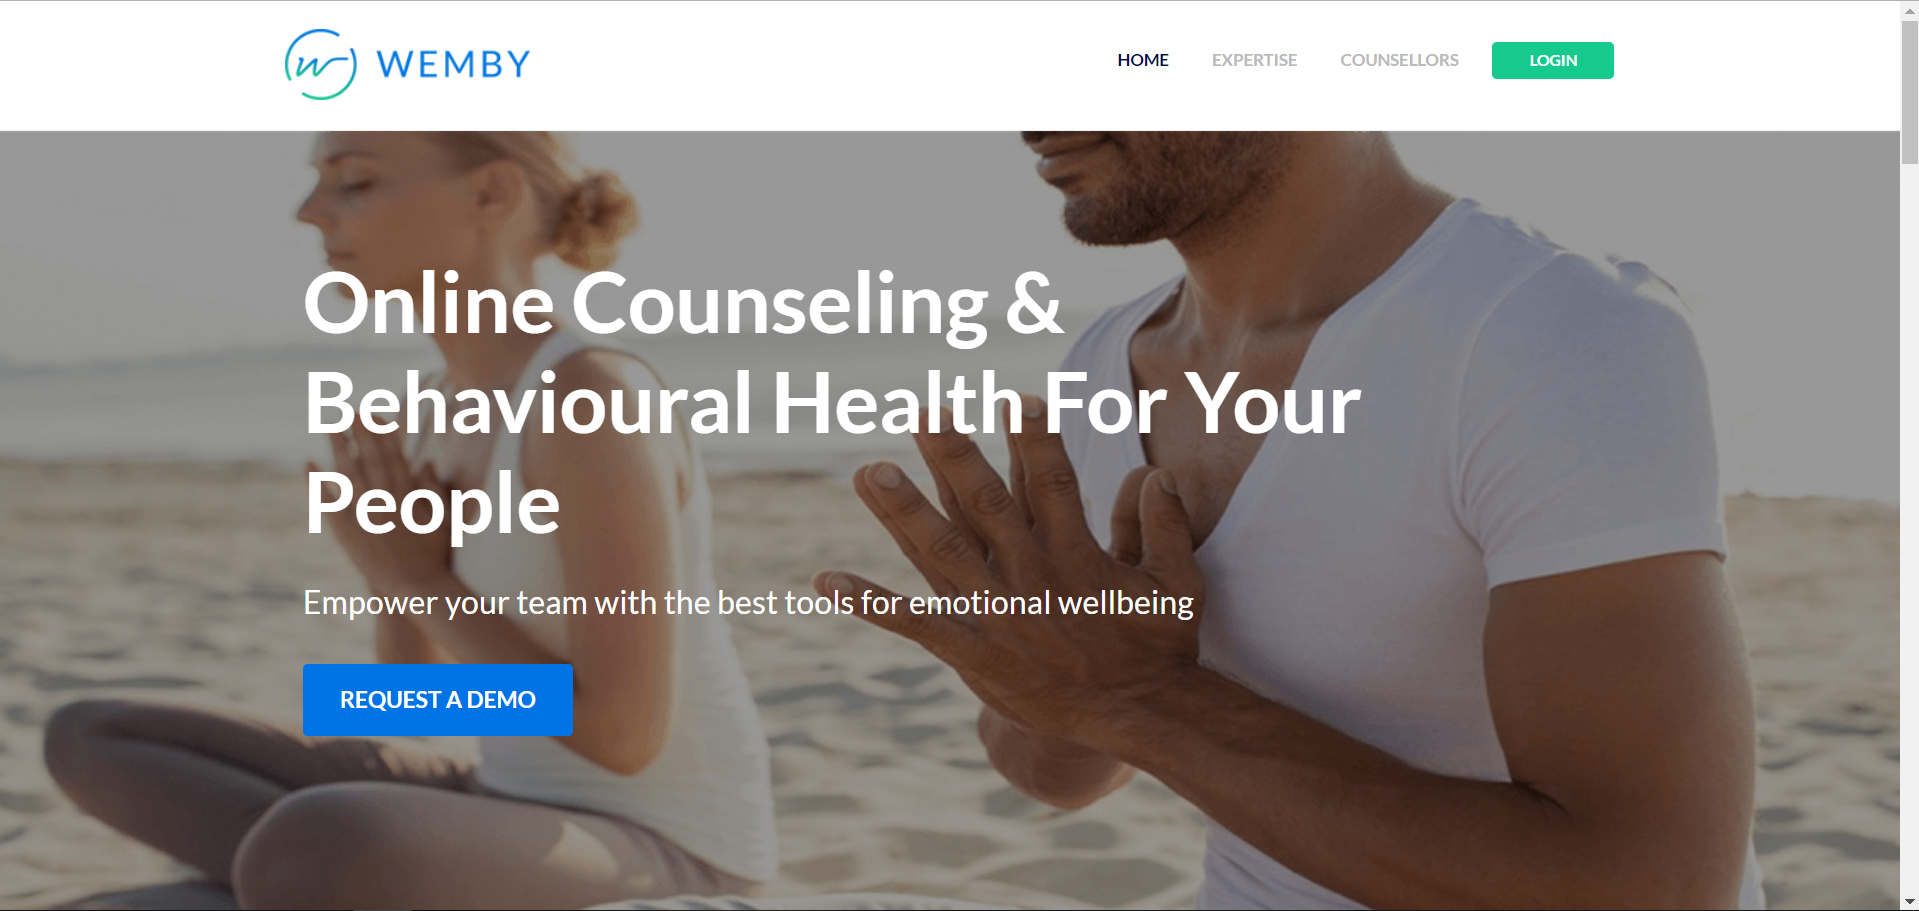 WEMBY
HOME EXPERTISE COUNSELLORS LOGIN
Online Counseling &
Behavioural Health For Your
People
Empower your team with the best tools for emotional wellbeing
REQUEST A DEMO